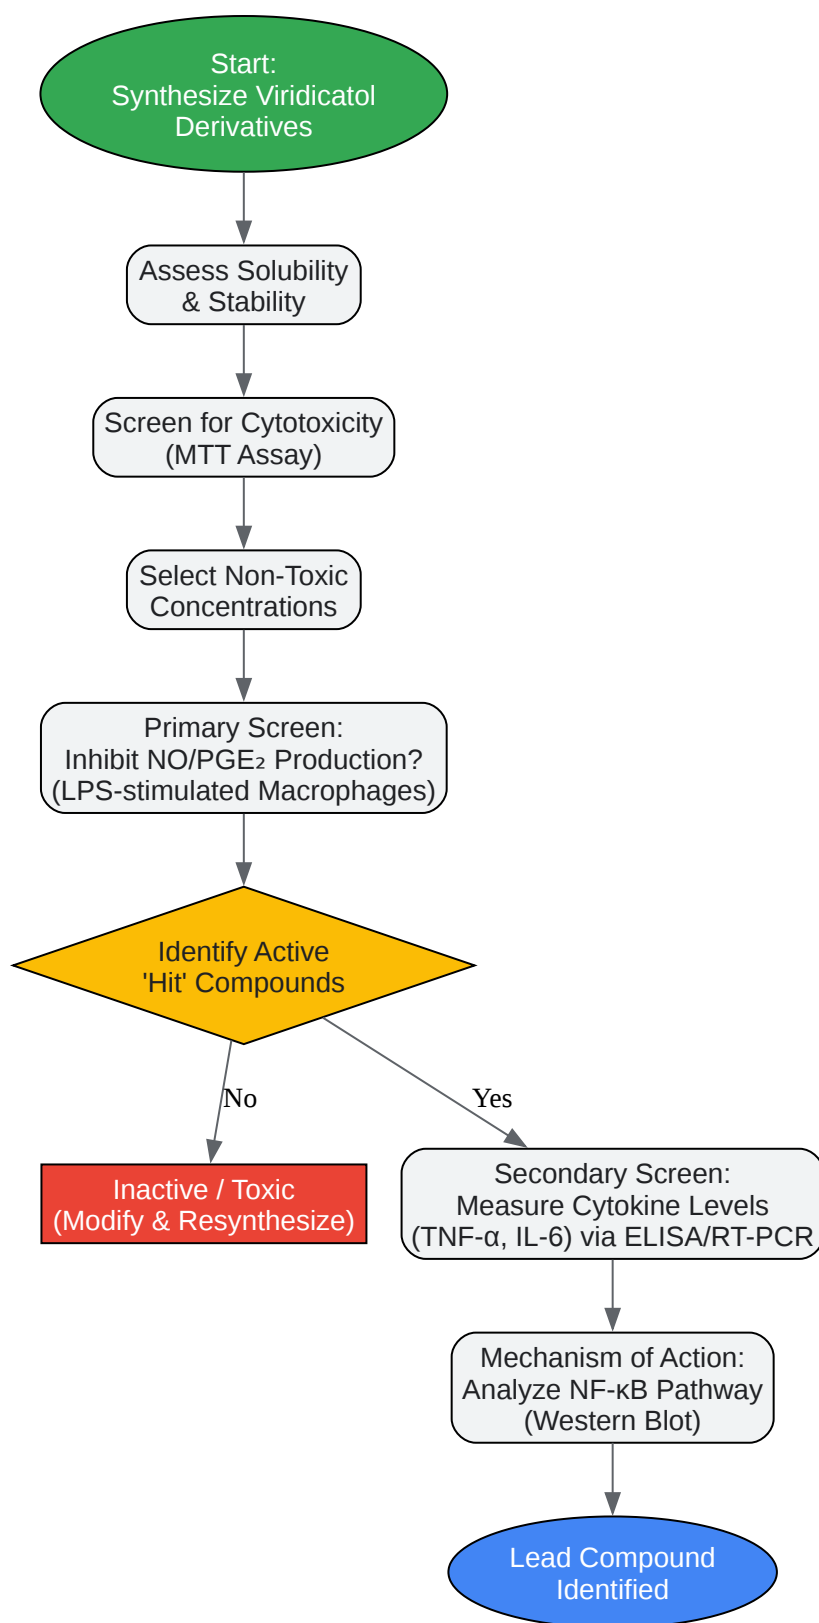 Start:
Synthesize Viridicatol
Derivatives
Assess Solubility
& Stability
Screen for Cytotoxicity
(MTT Assay)
Select Non-Toxic
Concentrations
Primary Screen:
Inhibit NO/PGE₂ Production?
(LPS-stimulated Macrophages)
Identify Active
'Hit' Compounds
No
Yes
Inactive / Toxic
(Modify & Resynthesize)
Secondary Screen:
Measure Cytokine Levels
(TNF-α, IL-6) via ELISA/RT-PCR
Mechanism of Action:
Analyze NF-κB Pathway
(Western Blot)
Lead Compound
Identified